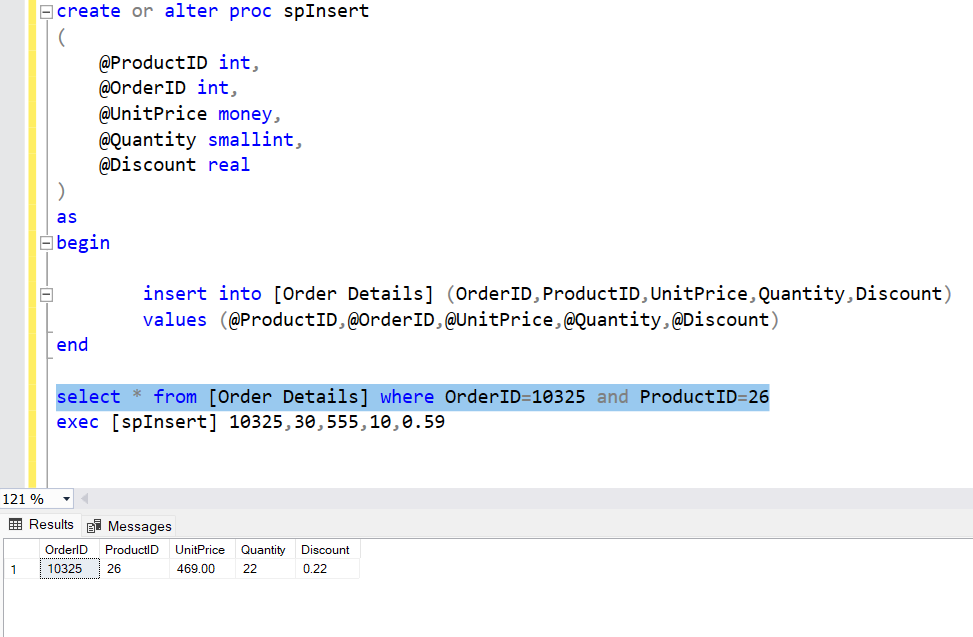 create or alter proc spInsert
(
@ProductID int,
@OrderID int,
@UnitPrice money,
@Quantity smallint,
@Discount real
)
as
begin
insert into [Order Details] (OrderID,ProductID,UnitPrice,Quantity,Discount)
values (@ProductID,@OrderID,@UnitPrice,@Quantity,@Discount)
end
select * from [Order Details] where OrderID=10325 and ProductID=26
exec [spInsert] 10325,30,555,10,0.59
121 %
Results Messages
OrderID ProductID UnitPrice Quantity Discount
1 10325 26 469.00 22 0.22